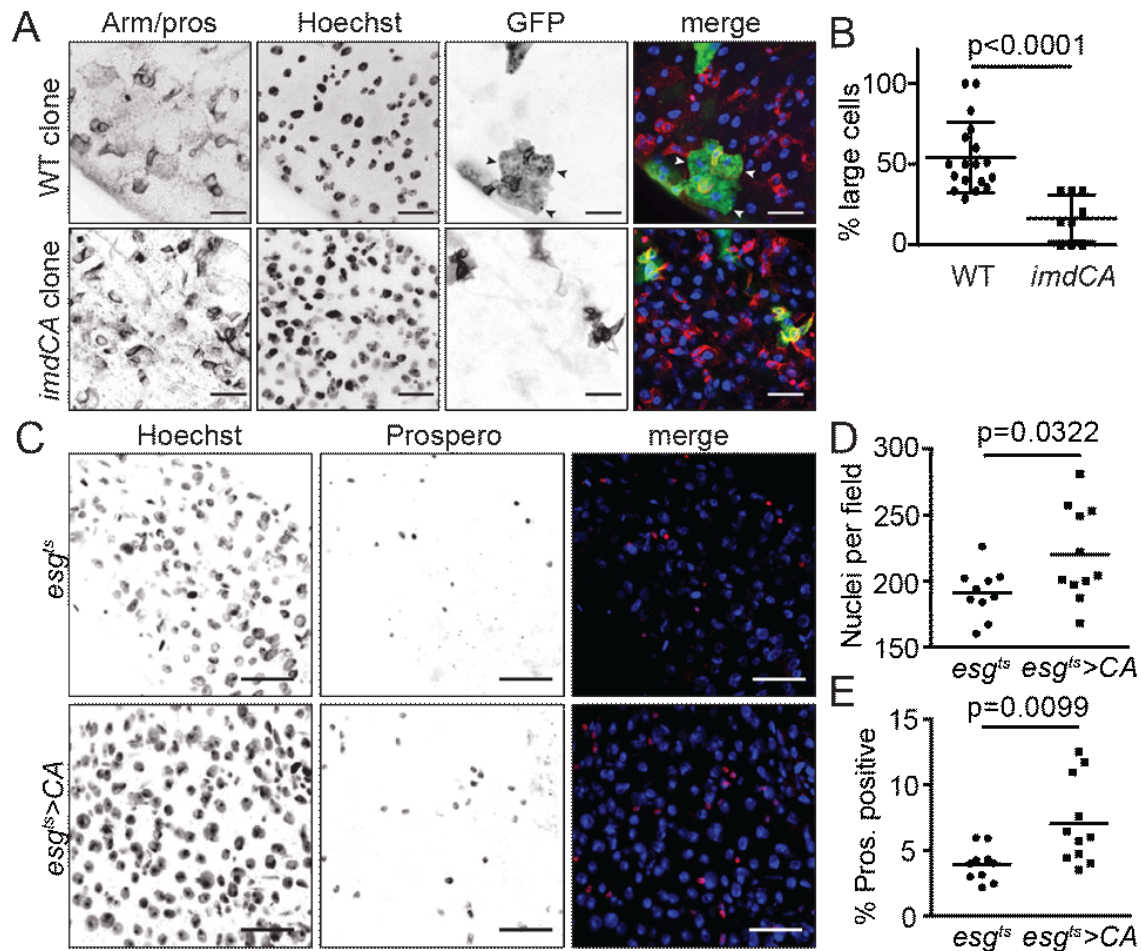 A
Arm/pros
Hoechst
GFP
merge
WT clone
imdCA clone
B
p<0.0001
100
50
0
% large cells
WT
imdCA
C
Hoechst
Prospero
merge
esgts
esgts>CA
D
p=0.0322
300
250
200
150
Nuclei per field
esgts
esgts>CA
E
p=0.0099
15
10
5
0
% Pros. positive
esgts
esgts>CA